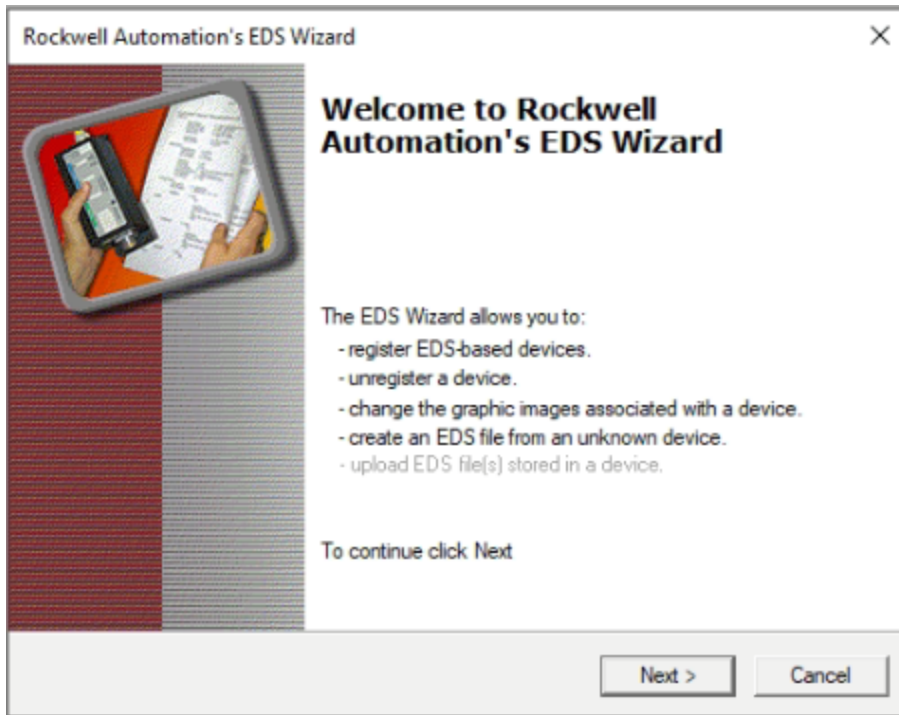 Rockwell Automation's EDS Wizard
Welcome to Rockwell
Automation's EDS Wizard
The EDS Wizard allows you to:
- register EDS-based devices.
- unregister a device.
- change the graphic images associated with a device.
- create an EDS file from an unknown device.
- upload EDS file(s) stored in a device.
To continue click Next
Next >
Cancel